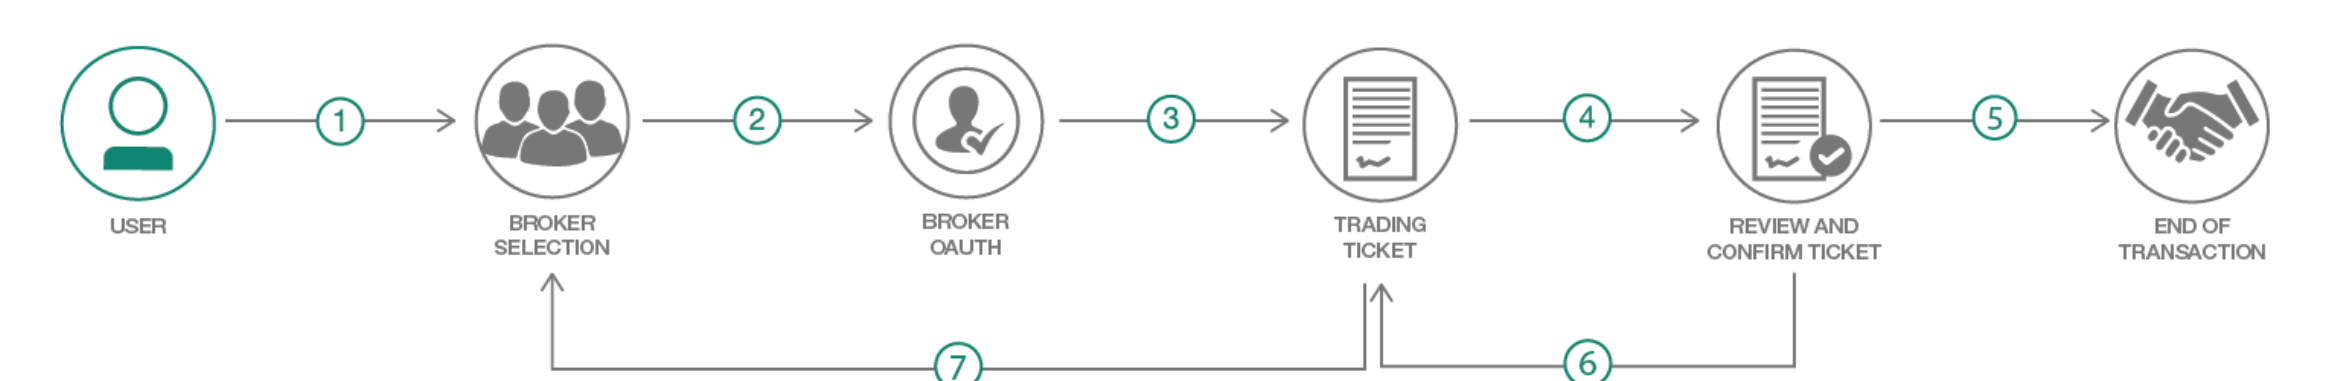 1
2
3
4
5
USER
BROKER
SELECTION
BROKER
OAUTH
TRADING
TICKET
REVIEW AND
CONFIRM TICKET
END OF
TRANSACTION
7
6